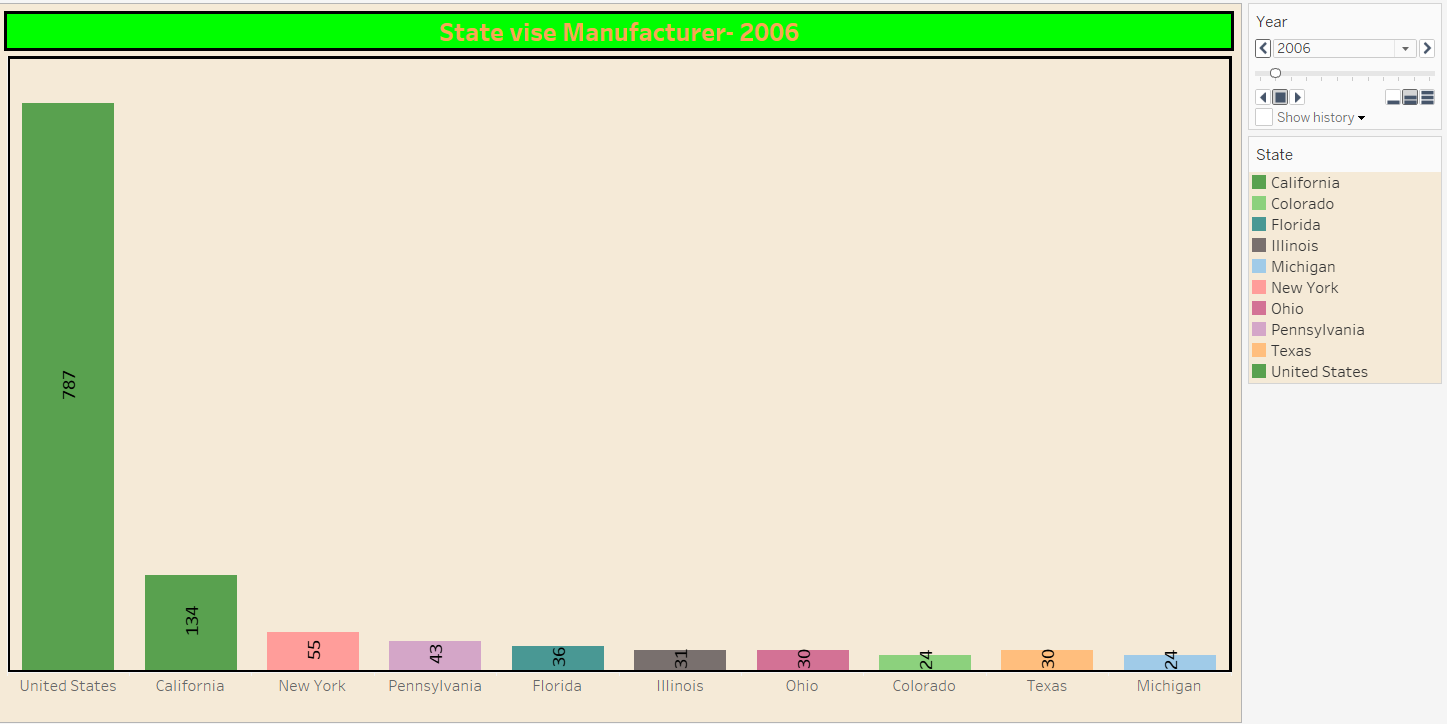 State vise Manufacturer- 2006
787
134
55
43
36
31
30
24
30
24
United States
California
New York
Pennsylvania
Florida
Illinois
Ohio
Colorado
Texas
Michigan
Year
2006
Show history
State
California
Colorado
Florida
Illinois
Michigan
New York
Ohio
Pennsylvania
Texas
United States